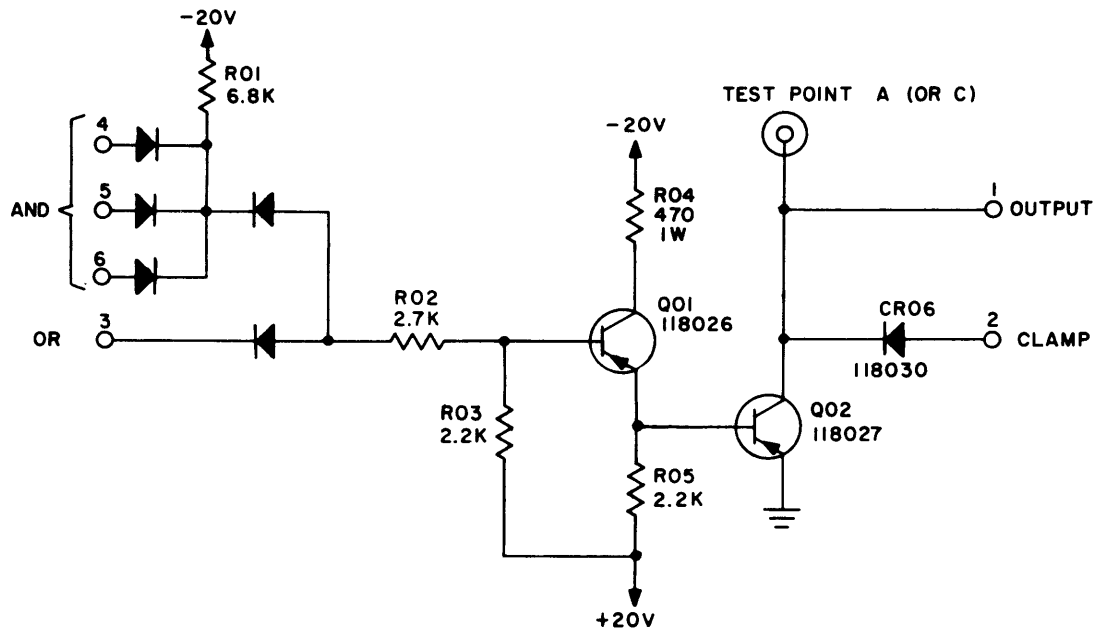 -20V
R01
6.8K
4
AND
5
6
OR
3
R02
2.7K
R03
2.2K
-20V
R04
470
1W
Q01
118026
R05
2.2K
+20V
TEST POINT A (OR C)
1
OUTPUT
CR06
118030
2
CLAMP
Q02
118027